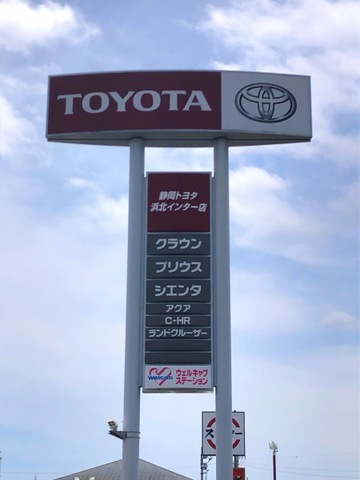 TOYOTA
静岡トヨタ
浜北インター店
クラウン
プリウス
シエンタ
アクア
C-HR
ランドクルーザー
Welcab
ウェルキャブ
ステーション